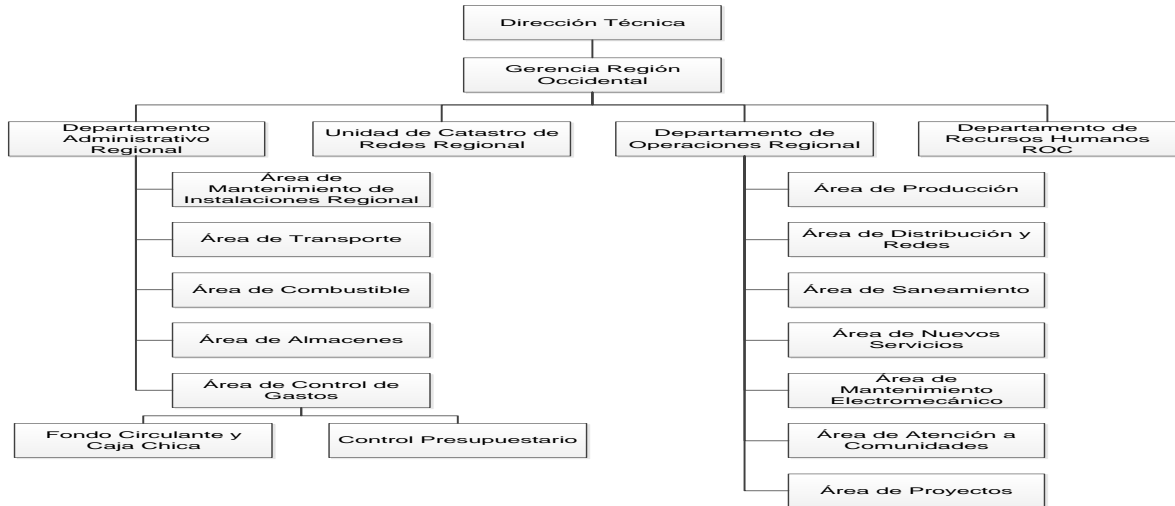 Dirección Técnica
Gerencia Región
Occidental
Departamento
Administrativo
Regional
Unidad de Catastro de
Redes Regional
Departamento de
Operaciones Regional
Departamento de
Recursos Humanos
ROC
Área de
Mantenimiento de
Instalaciones Regional
Área de Transporte
Área de Combustible
Área de Almacenes
Área de Control de
Gastos
Fondo Circulante y
Caja Chica
Control Presupuestario
Área de Producción
Área de Distribución y
Redes
Área de Saneamiento
Área de Nuevos
Servicios
Área de
Mantenimiento
Electromecánico
Área de Atención a
Comunidades
Área de Proyectos